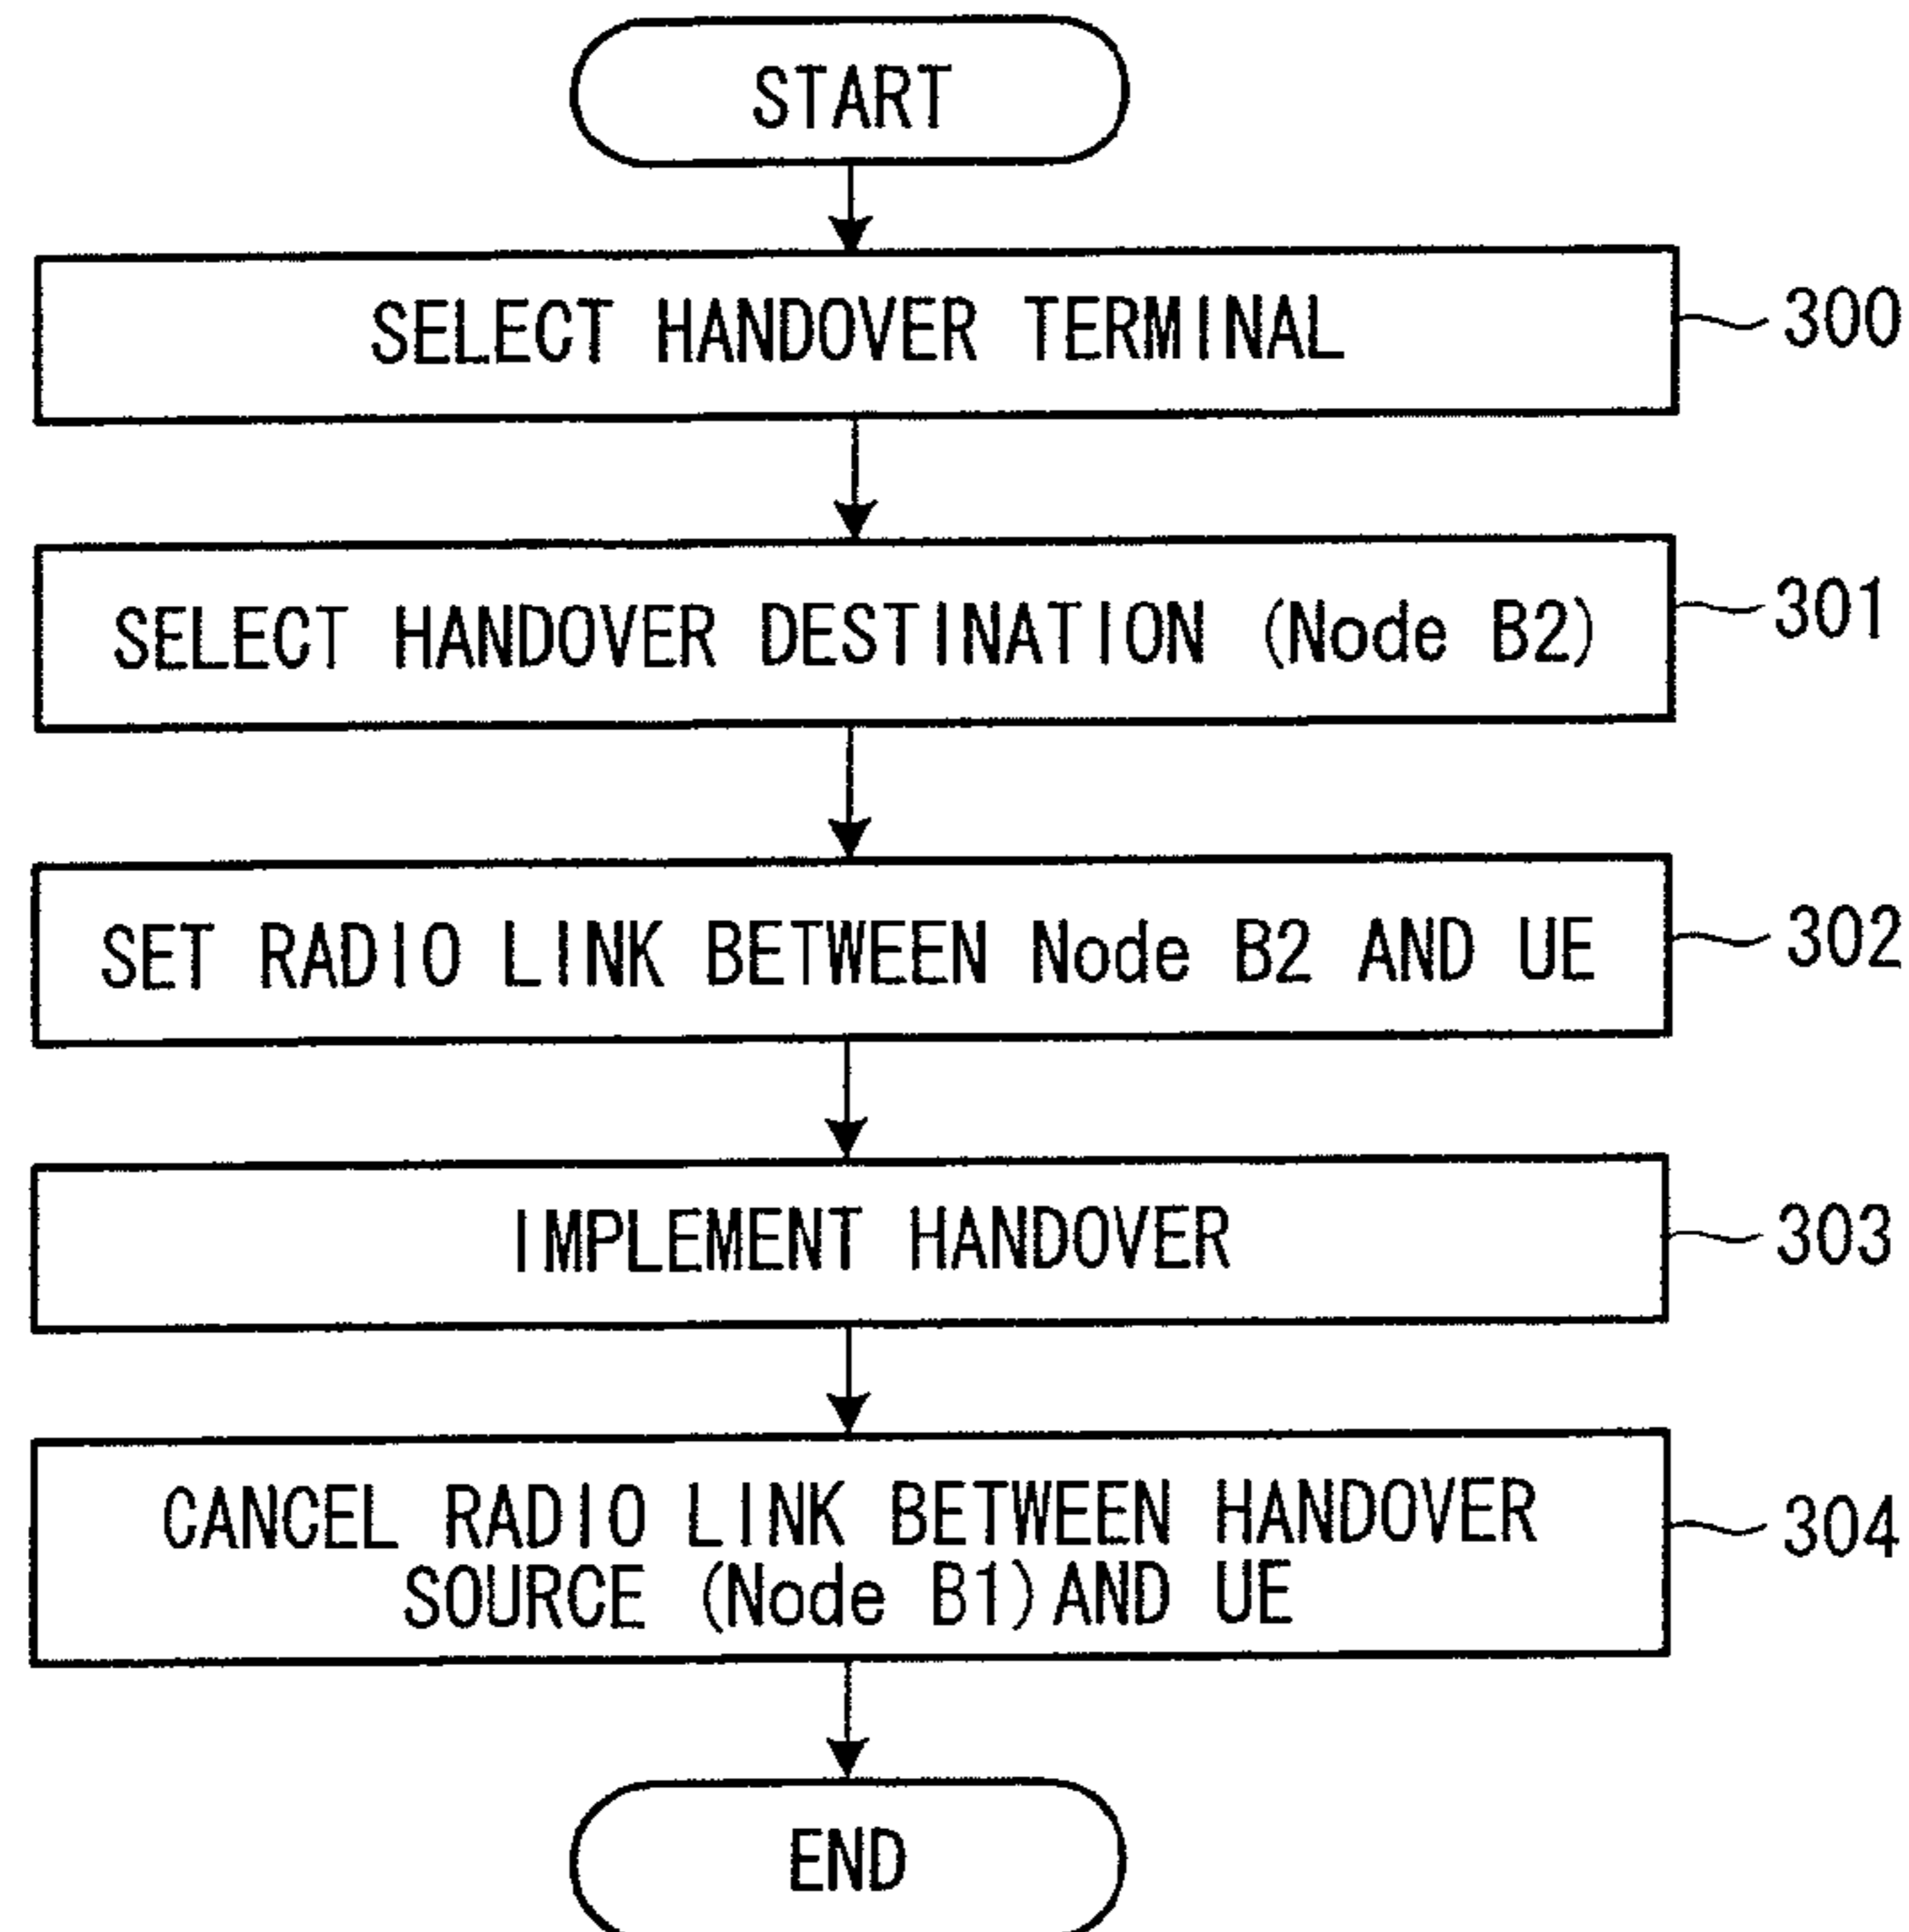 START
SELECT HANDOVER TERMINAL
300
SELECT HANDOVER DESTINATION (Node B2)
301
SET RADIO LINK BETWEEN Node B2 AND UE
302
IMPLEMENT HANDOVER
303
CANCEL RADIO LINK BETWEEN HANDOVER
SOURCE (Node B1) AND UE
304
END